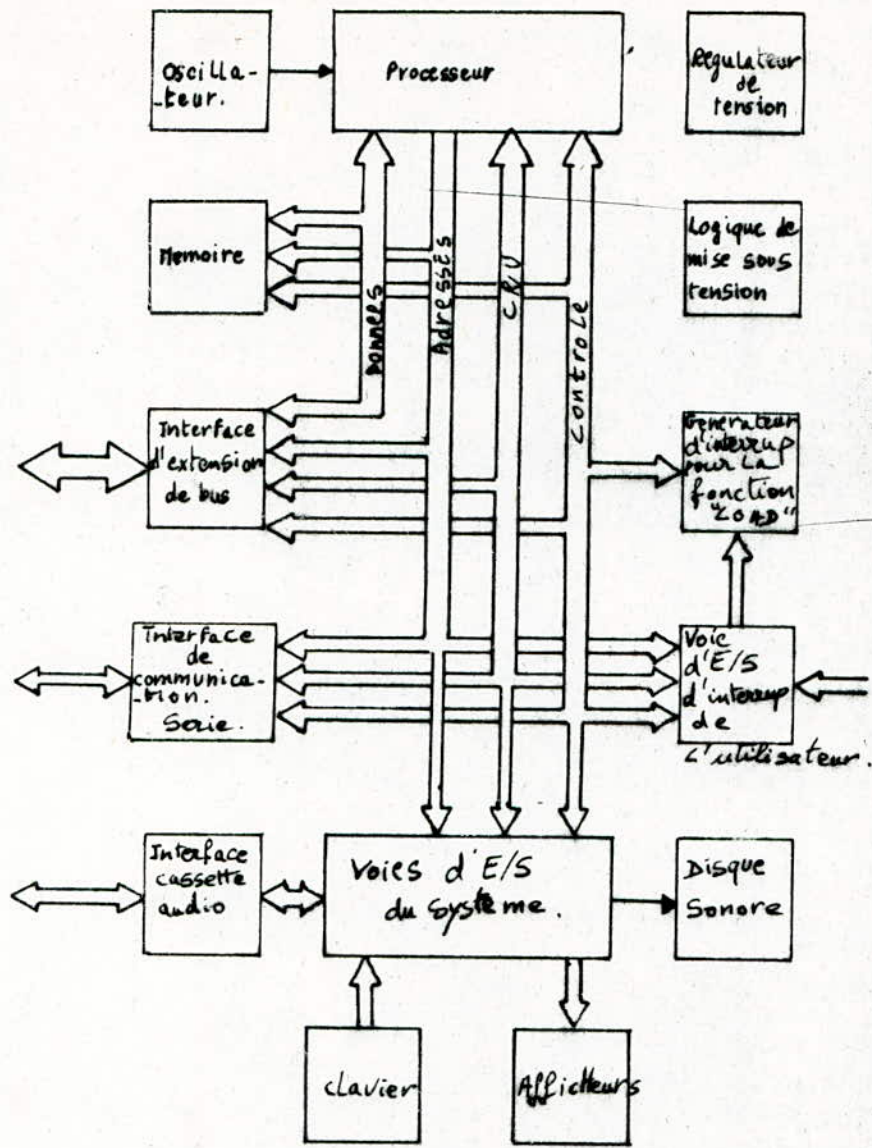 Oscilla-
-teur.
Processeur
Régulateur
de
tension
Memoire
Logique de
mise sous
tension
Données
Adresses
CRU
Controle
Interface
d'extension
de bus
Generateur
d'interrup
pour la
fonction
"LOAD"
Interface
de
communica-
-tion.
Serie.
Voie
d'E/S
d'interrup
de
L'utilisateur.
Interface
cassette
audio
Voies d'E/S
du Système.
Disque
Sonore
clavier
Afficheurs